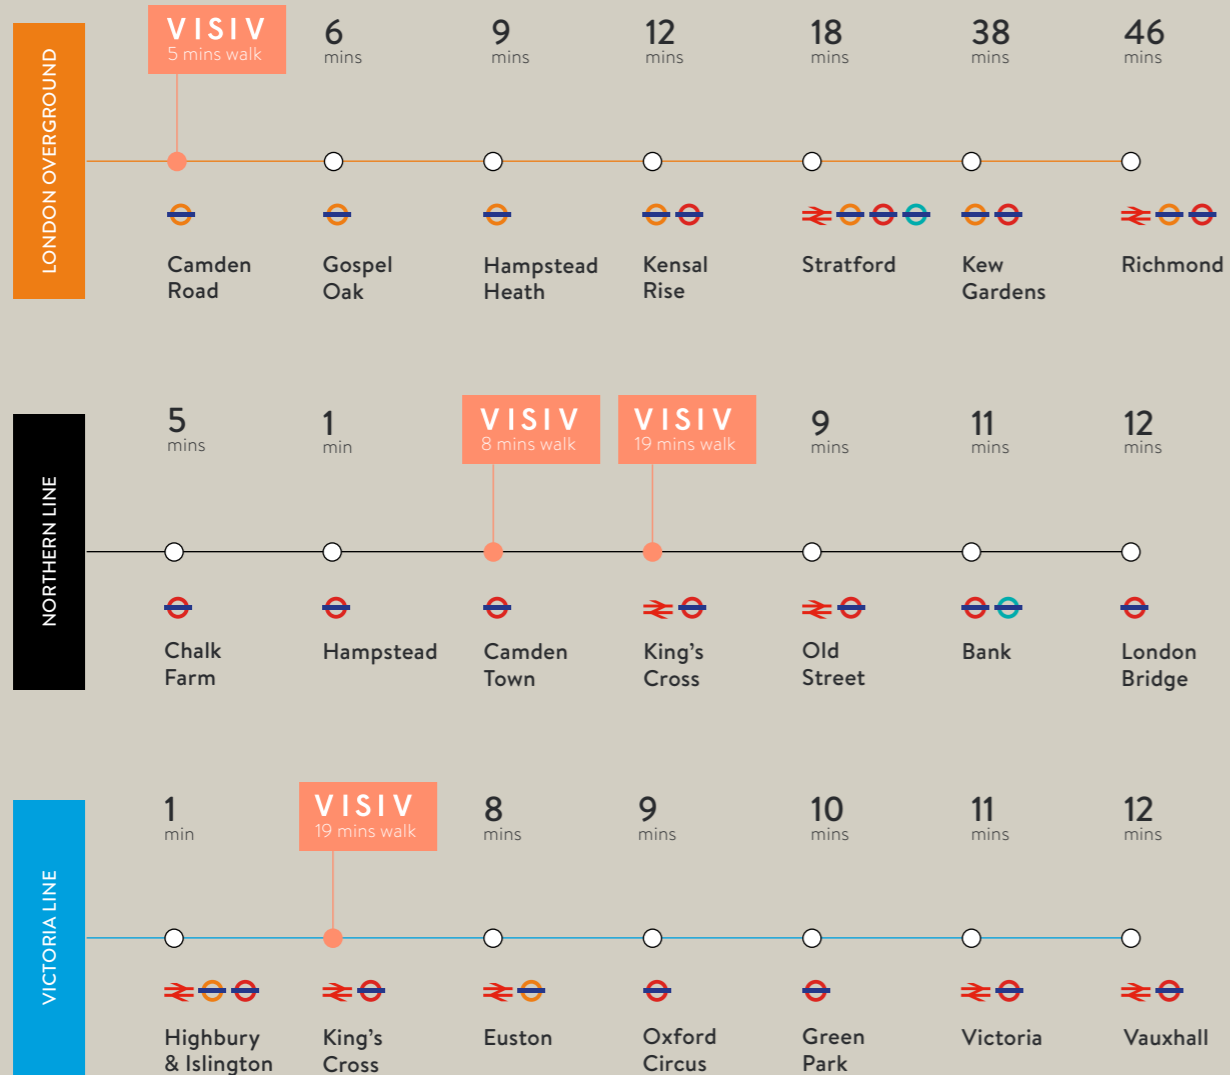 LONDON OVERGROUND
VISIV
5 mins walk
6
mins
9
mins
12
mins
18
mins
38
mins
46
mins
Camden
Road
Gospel
Oak
Hampstead
Heath
Kensal
Rise
Stratford
Kew
Gardens
Richmond
NORTHERN LINE
5
mins
1
min
VISIV
8 mins walk
VISIV
19 mins walk
9
mins
11
mins
12
mins
Chalk
Farm
Hampstead
Camden
Town
King's
Cross
Old
Street
Bank
London
Bridge
VICTORIA LINE
1
min
VISIV
19 mins walk
8
mins
9
mins
10
mins
11
mins
12
mins
Highbury
& Islington
King's
Cross
Euston
Oxford
Circus
Green
Park
Victoria
Vauxhall